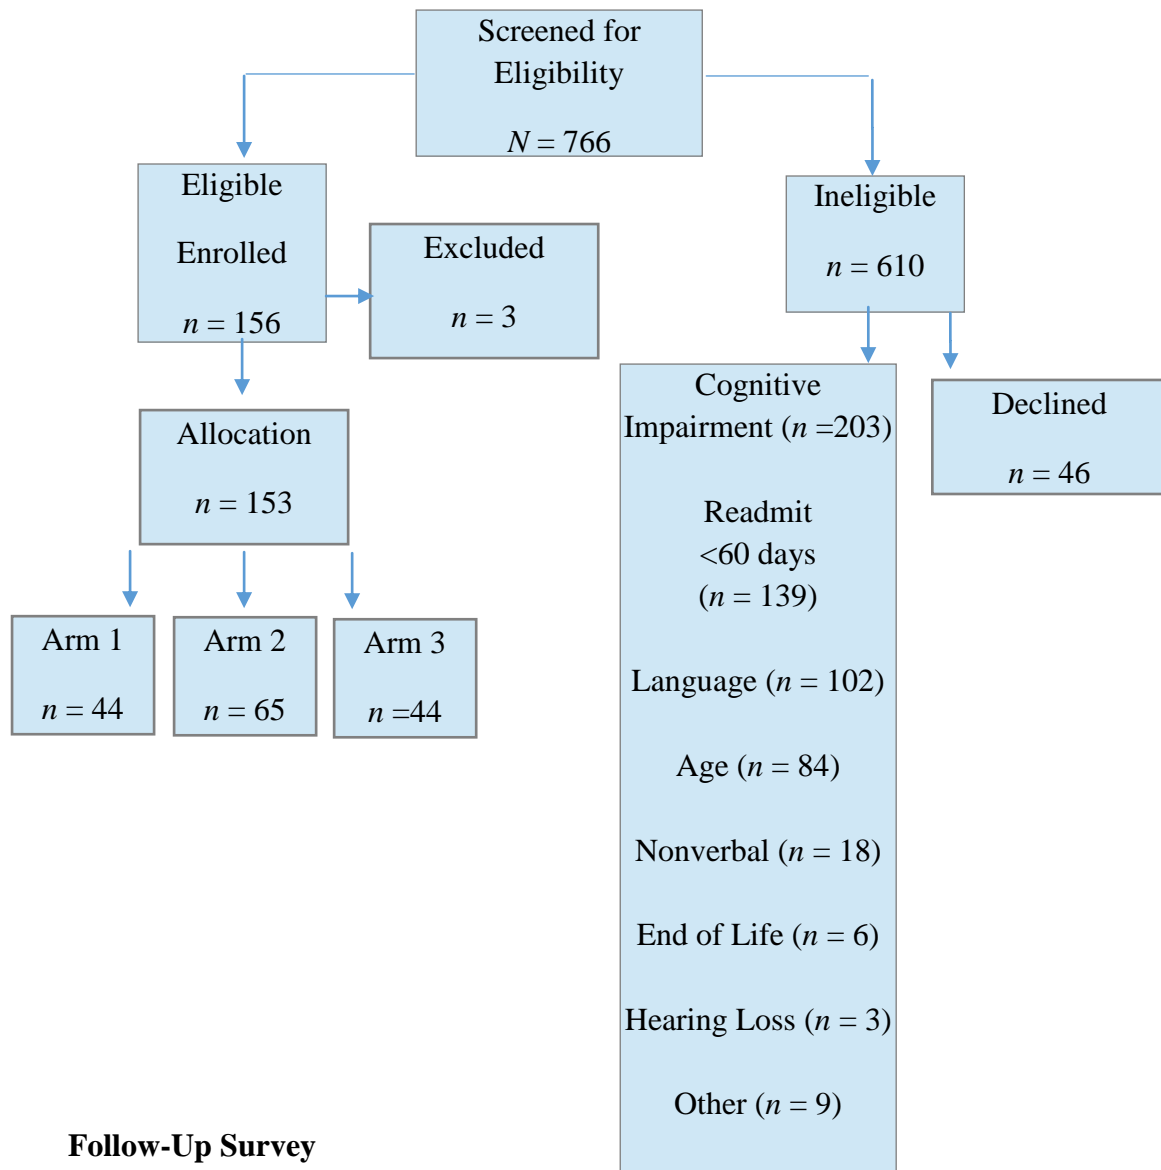 Screened for
Eligibility
N = 766
Eligible
Enrolled
n = 156
Excluded
n = 3
Ineligible
n = 610
Allocation
n = 153
Arm 1
n = 44
Arm 2
n = 65
Arm 3
n =44
Cognitive
Impairment (n =203)
Readmit
<60 days
(n = 139)
Language (n = 102)
Age (n = 84)
Nonverbal (n = 18)
End of Life (n = 6)
Hearing Loss (n = 3)
Other (n = 9)
Declined
n = 46
Follow-Up Survey